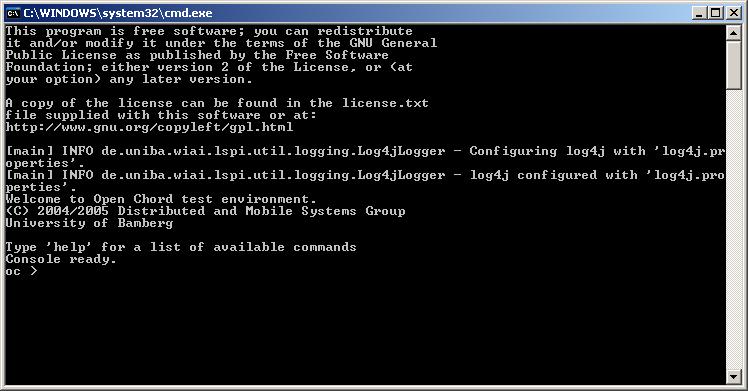 C:\WINDOWS\system32\cmd.exe
This program is free software; you can redistribute
it and/or modify it under the terms of the GNU General
Public License as published by the Free Software
Foundation; either version 2 of the License, or (at
your option) any later version.
A copy of the license can be found in the license.txt
file supplied with this software or at:
http://www.gnu.org/copyleft/gpl.html
[main] INFO de.uniba.wiai.lspi.util.logging.Log4jLogger - Configuring log4j with 'log4j.pr
operties'.
[main] INFO de.uniba.wiai.lspi.util.logging.Log4jLogger - log4j configured with 'log4j.pro
perties'.
Welcome to Open Chord test environment.
(C) 2004/2005 Distributed and Mobile Systems Group
University of Bamberg
Type 'help' for a list of available commands
Console ready.
oc >